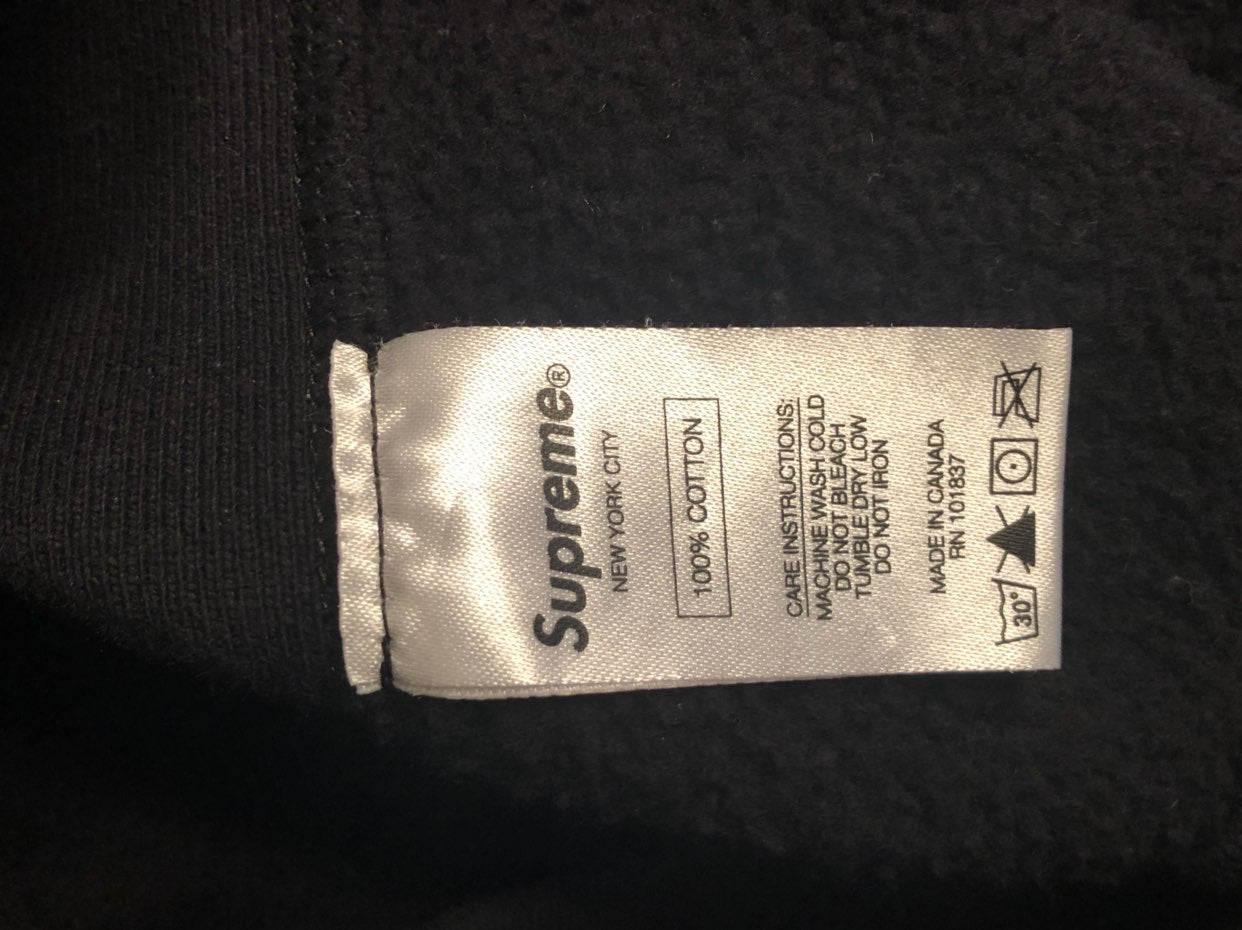 Supreme®
NEW YORK CITY
100% COTTON
CARE INSTRUCTIONS:
MACHINE WASH COLD
DO NOT BLEACH
TUMBLE DRY LOW
DO NOT IRON
MADE IN CANADA
RN 101837
30°